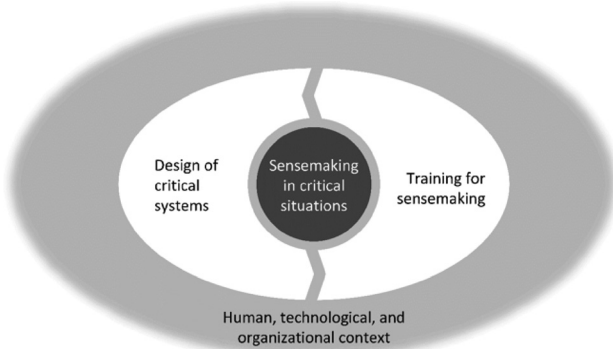 Design of
critical
systems
Sensemaking
in critical
situations
Training for
sensemaking
Human, technological, and
organizational context